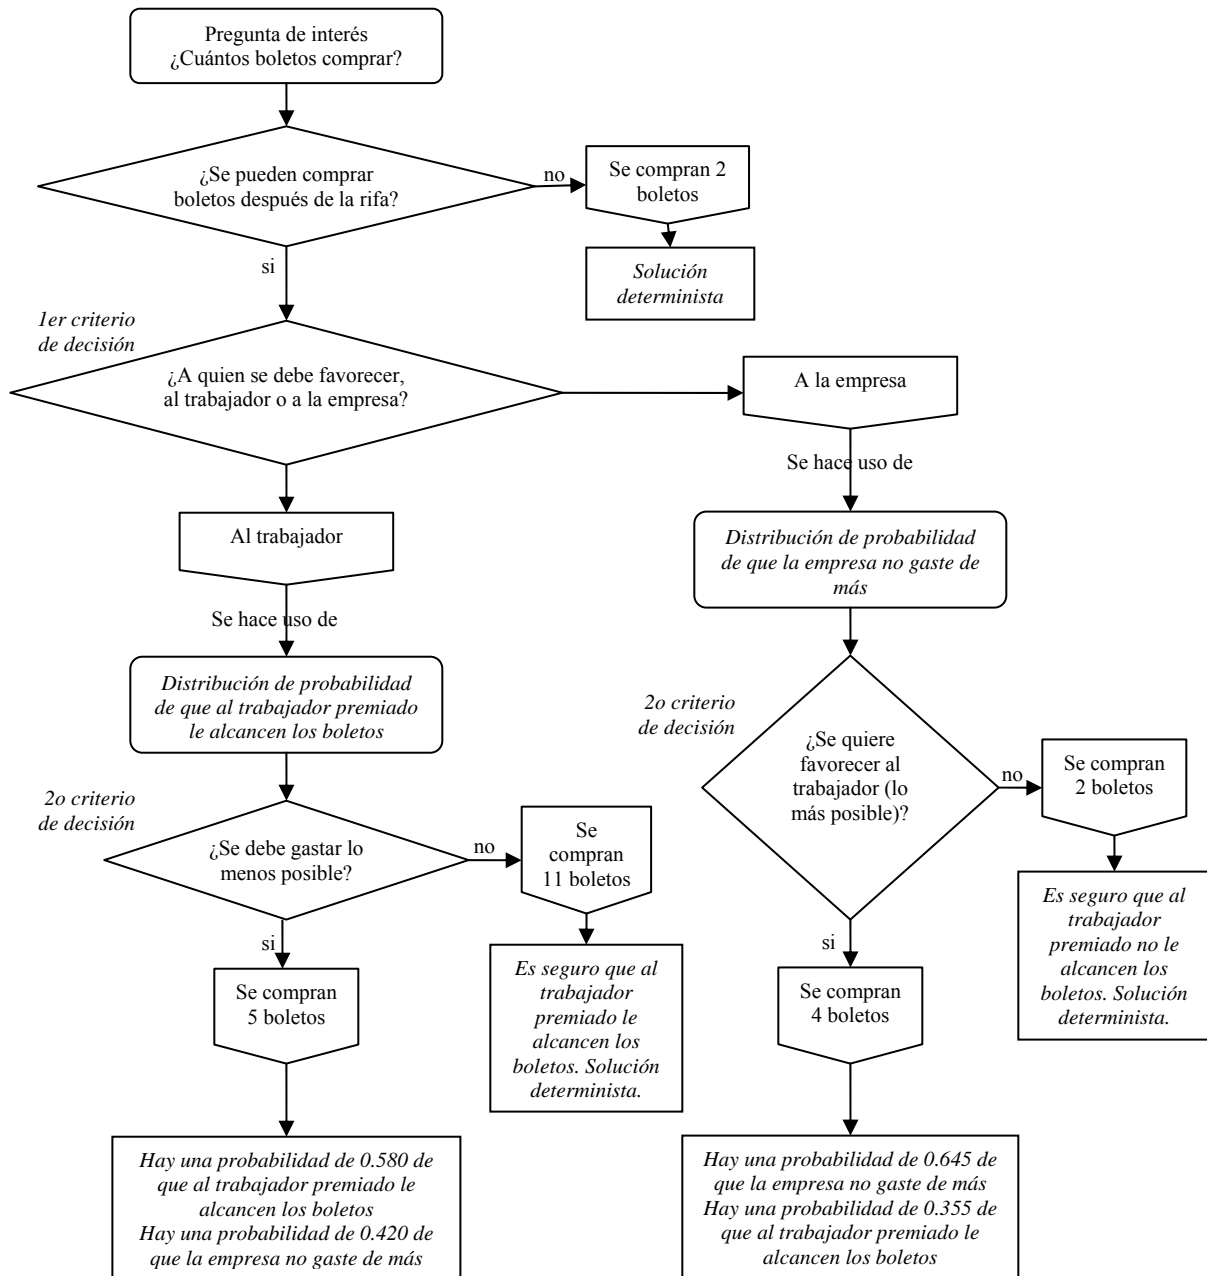 Pregunta de interés
¿Cuántos boletos comprar?
¿Se pueden comprar
boletos después de la rifa?
no
Se compran 2
boletos
Solución
determinista
si
1er criterio
de decisión
¿A quien se debe favorecer,
al trabajador o a la empresa?
A la empresa
Se hace uso de
Distribución de probabilidad
de que la empresa no gaste de
más
Al trabajador
Se hace uso de
Distribución de probabilidad
de que al trabajador premiado
le alcancen los boletos
2o criterio
de decisión
¿Se debe gastar lo
menos posible?
no
Se
compran
11 boletos
Es seguro que al
trabajador
premiado le
alcancen los
boletos. Solución
determinista.
si
Se compran
5 boletos
Hay una probabilidad de 0.580 de
que al trabajador premiado le
alcancen los boletos
Hay una probabilidad de 0.420 de
que la empresa no gaste de más
2o criterio
de decisión
¿Se quiere
favorecer al
trabajador (lo
más posible)?
no
Se compran
2 boletos
Es seguro que al
trabajador
premiado no le
alcancen los
boletos. Solución
determinista.
si
Se compran
4 boletos
Hay una probabilidad de 0.645 de
que la empresa no gaste de más
Hay una probabilidad de 0.355 de
que al trabajador premiado le
alcancen los boletos